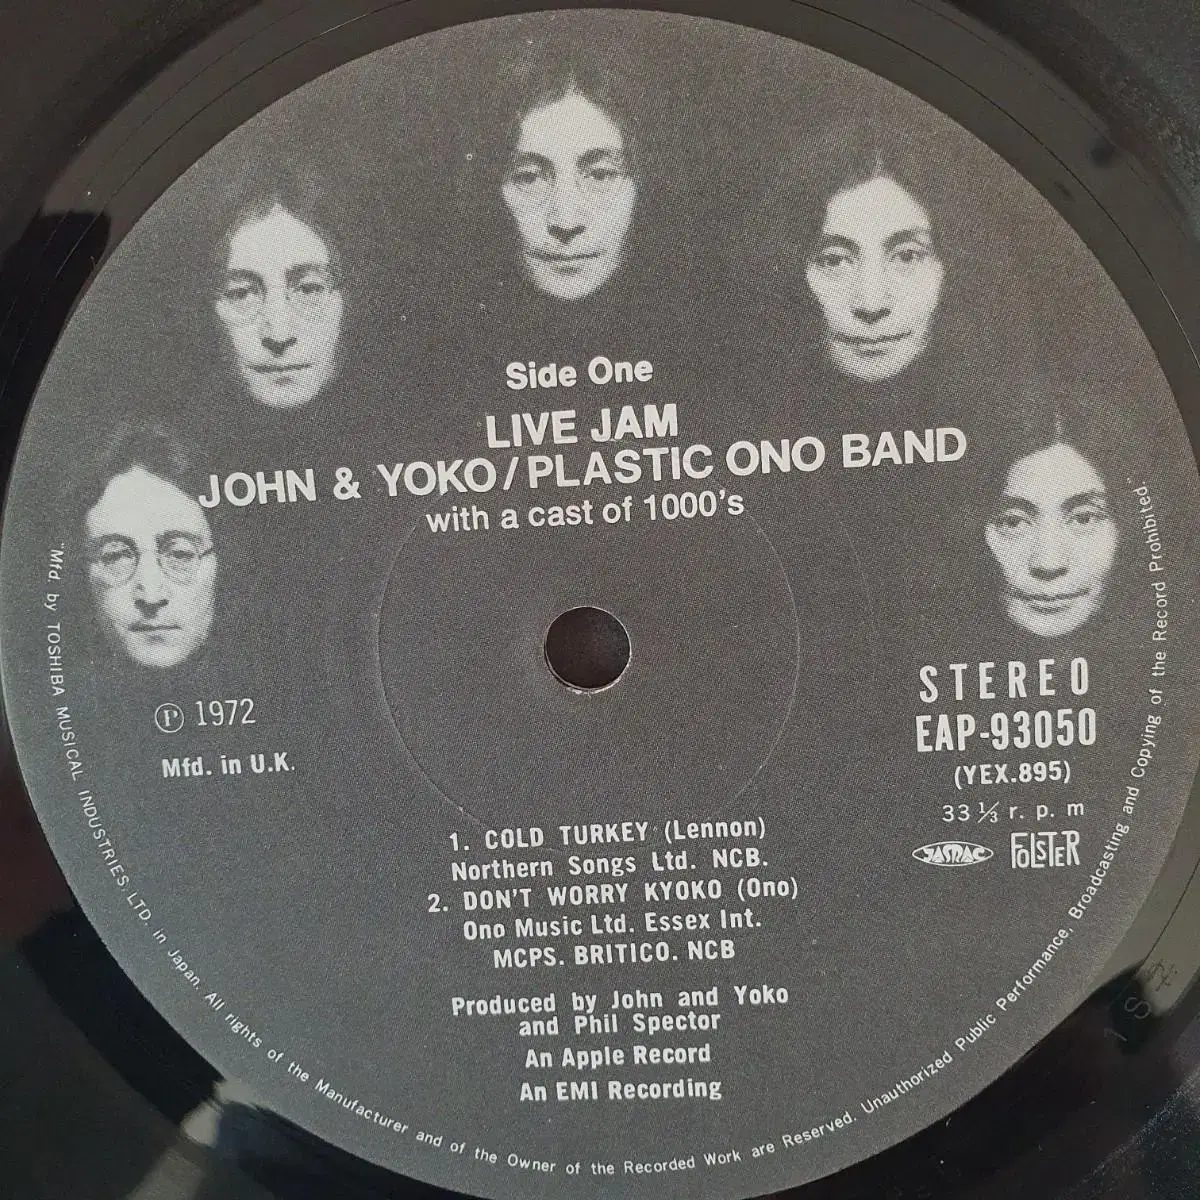 Side One
LIVE JAM
JOHN & YOKO/PLASTIC ONO BAND
with a cast of 1000's
Ⓟ 1972
Mfd. in U.K.
STEREO
EAP-93050
(YEX.895)
33 1/3 r. p. m
JASRAC
1. COLD TURKEY (Lennon)
Northern Songs Ltd. NCB.
2. DON'T WORRY KYOKO (Ono)
Ono Music Ltd. Essex Int.
MCPS. BRITICO. NCB
Produced by John and Yoko
and Phil Spector
An Apple Record
An EMI Recording
"Mfd. by TOSHIBA MUSICAL INDUSTRIES, LTD. in Japan. All rights of the Manufacturer and of the Owner of the Recorded Work are Reserved. Unauthorized Public Performance, Broadcasting and Copying of the Record Prohibited."